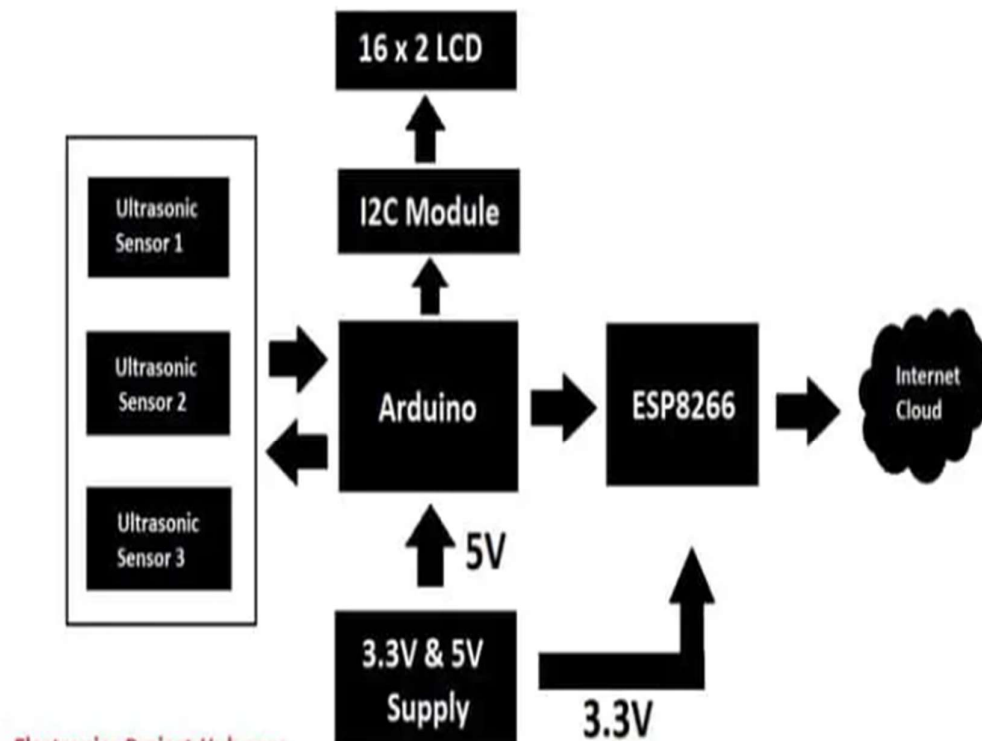 16 x 2 LCD
I2C Module
Ultrasonic
Sensor 1
Ultrasonic
Sensor 2
Ultrasonic
Sensor 3
Arduino
ESP8266
Internet
Cloud
5V
3.3V & 5V
Supply
3.3V